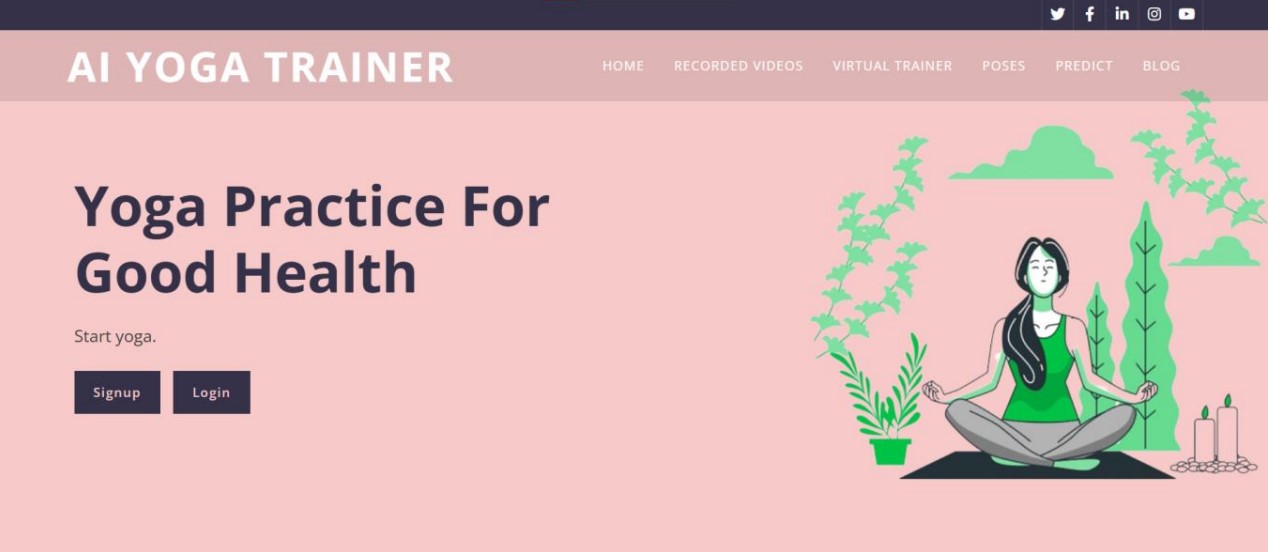 AI YOGA TRAINER
HOME RECORDED VIDEOS VIRTUAL TRAINER POSES PREDICT BLOG
Yoga Practice For
Good Health
Start yoga.
Signup Login